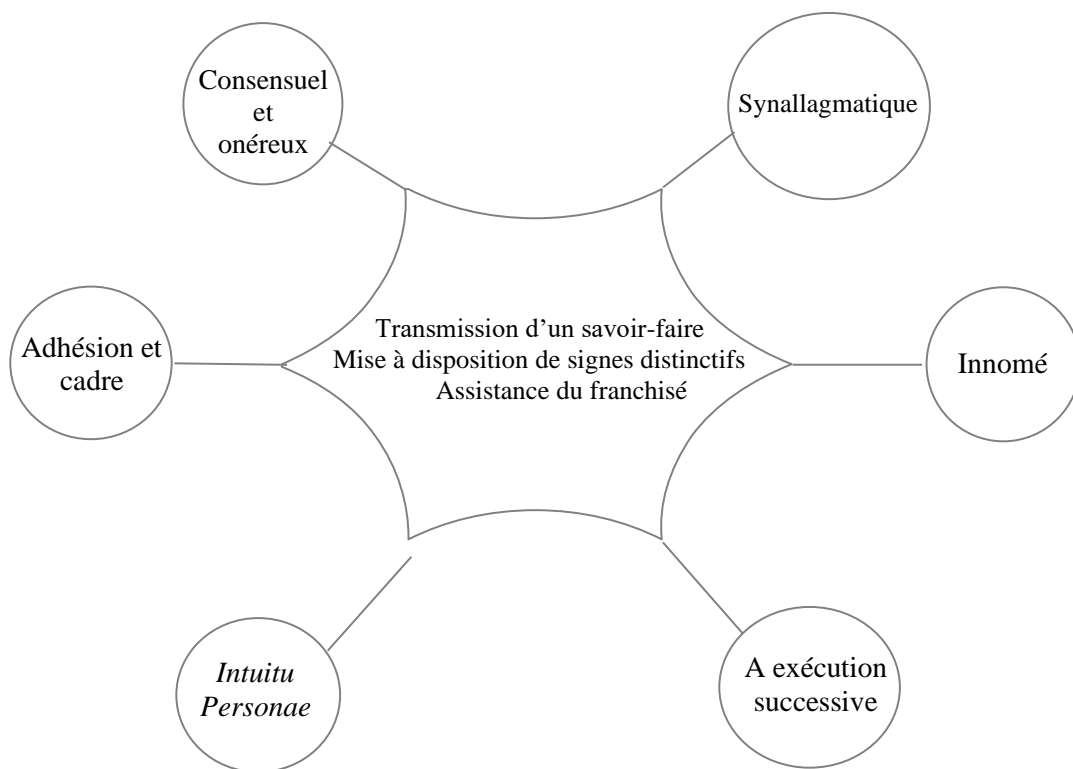 Consensuel
et
onéreux
Synallagmatique
Transmission d’un savoir-faire
Mise à disposition de signes distinctifs
Assistance du franchisé
Adhésion et
cadre
Innomé
Intuitu
Personae
A exécution
successive